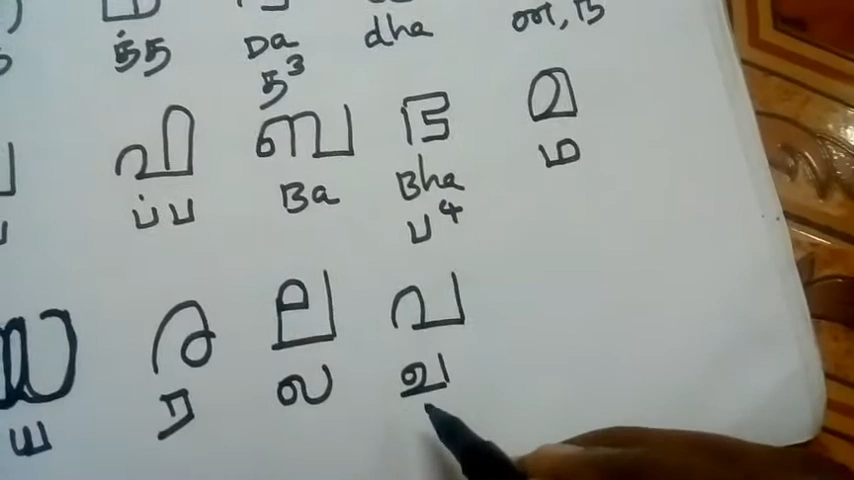 த்த Da dha ண, ந
த³
ഫ ബ ഭ മ
ப்ப Ba Bha ம
ப⁴
യ ര ല വ
ய ர ல வ